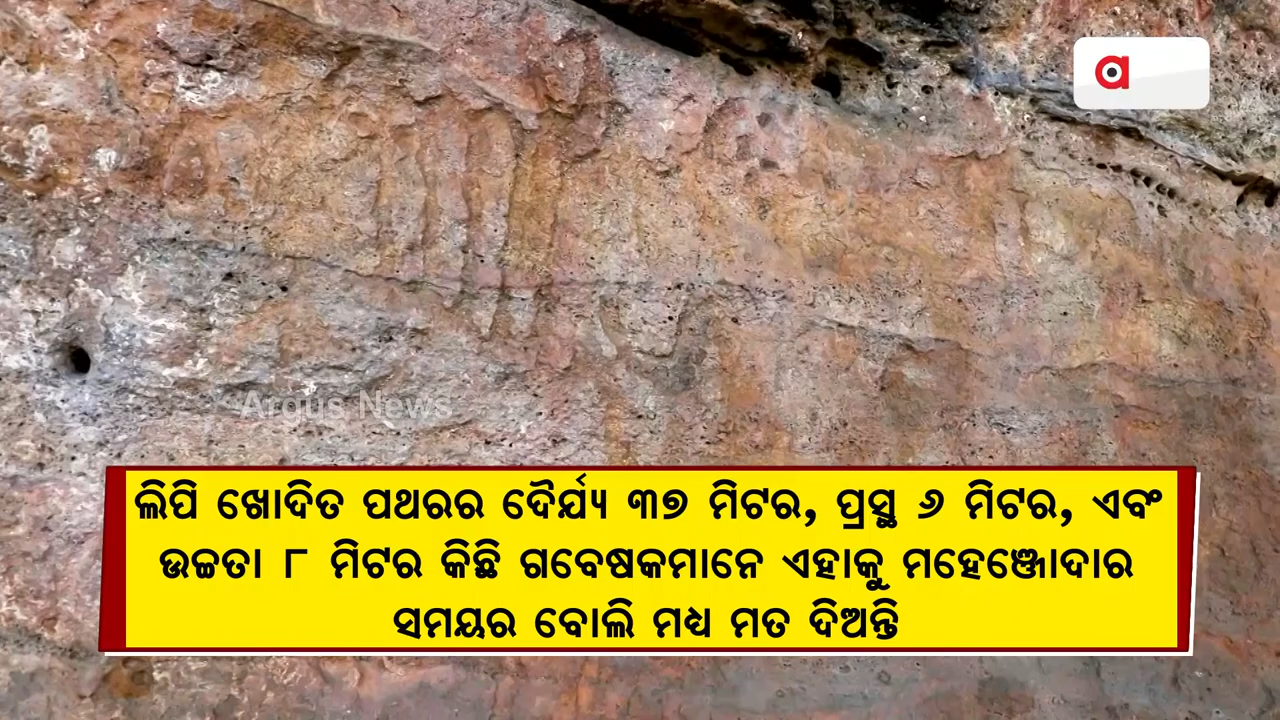 a
Argus News
ଲିପି ଖୋଦିତ ପଥରର ଦୈର୍ଯ୍ୟ ୩୭ ମିଟର, ପ୍ରସ୍ଥ ୬ ମିଟର, ଏବଂ
ଉଚ୍ଚତା ୮ ମିଟର କିଛି ଗବେଷକମାନେ ଏହାକୁ ମହେଞ୍ଜୋଦାର
ସମୟର ବୋଲି ମଧ୍ୟ ମତ ଦିଅନ୍ତି